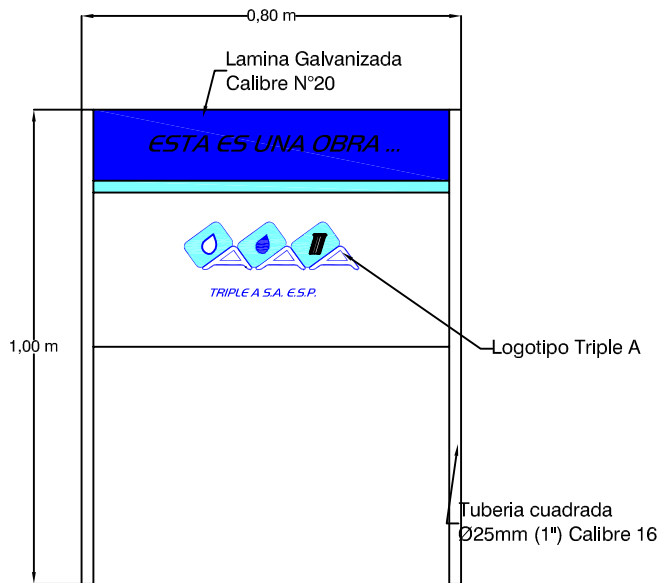 0,80 m
Lamina Galvanizada
Calibre N°20
ESTA ES UNA OBRA ...
TRIPLE A S.A. E.S.P.
1,00 m
Logotipo Triple A
Tuberia cuadrada
Ø25mm (1") Calibre 16